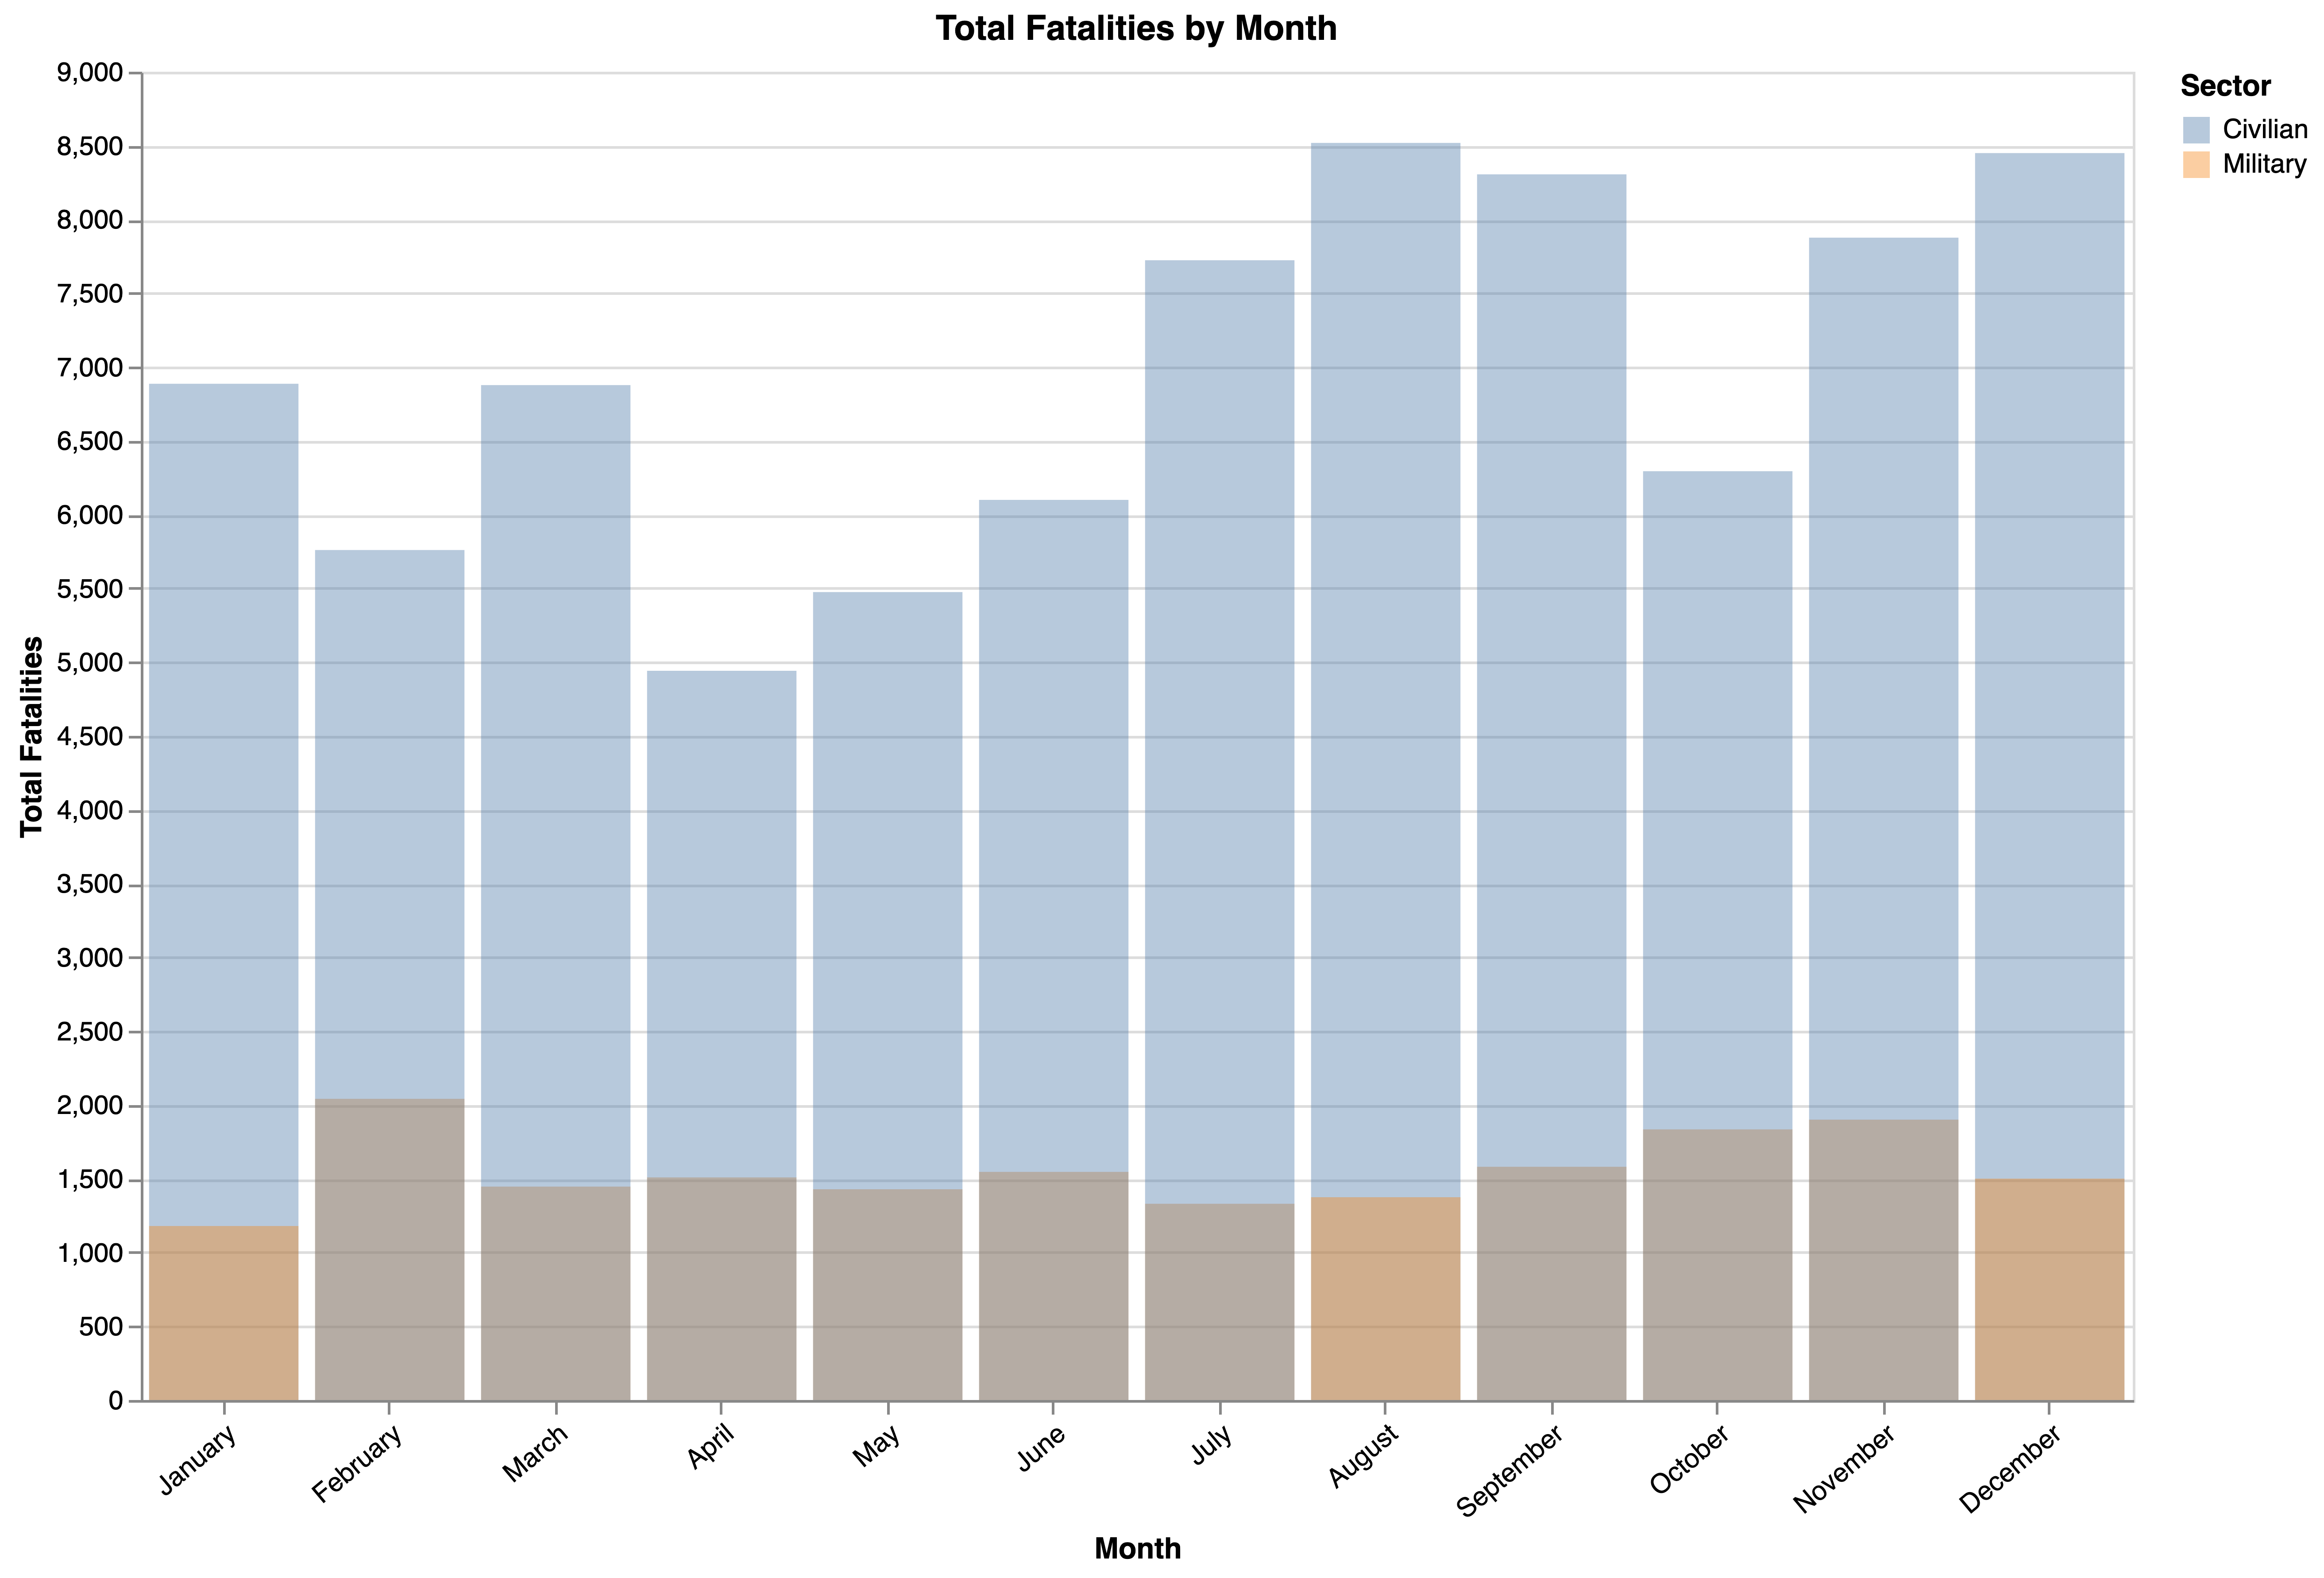 Total Fatalities by Month
Sector
Civilian
Military
Total Fatalities
9,000
8,500
8,000
7,500
7,000
6,500
6,000
5,500
5,000
4,500
4,000
3,500
3,000
2,500
2,000
1,500
1,000
500
0
January
February
March
April
May
June
July
August
September
October
November
December
Month